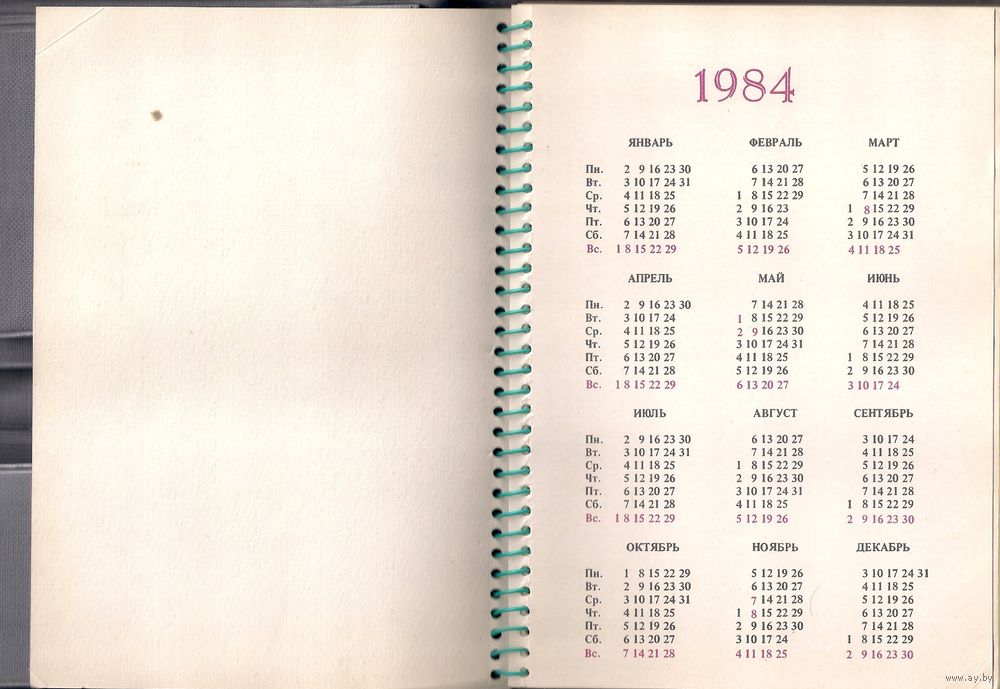 1984
ЯНВАРЬ ФЕВРАЛЬ МАРТ
Пн. 2 9 16 23 30 6 13 20 27 5 12 19 26
Вт. 3 10 17 24 31 7 14 21 28 6 13 20 27
Ср. 4 11 18 25 1 8 15 22 29 7 14 21 28
Чт. 5 12 19 26 2 9 16 23 1 8 15 22 29
Пт. 6 13 20 27 3 10 17 24 2 9 16 23 30
Сб. 7 14 21 28 4 11 18 25 3 10 17 24 31
Вс. 1 8 15 22 29 5 12 19 26 4 11 18 25
АПРЕЛЬ МАЙ ИЮНЬ
Пн. 2 9 16 23 30 7 14 21 28 4 11 18 25
Вт. 3 10 17 24 1 8 15 22 29 5 12 19 26
Ср. 4 11 18 25 2 9 16 23 30 6 13 20 27
Чт. 5 12 19 26 3 10 17 24 31 7 14 21 28
Пт. 6 13 20 27 4 11 18 25 1 8 15 22 29
Сб. 7 14 21 28 5 12 19 26 2 9 16 23 30
Вс. 1 8 15 22 29 6 13 20 27 3 10 17 24
ИЮЛЬ АВГУСТ СЕНТЯБРЬ
Пн. 2 9 16 23 30 6 13 20 27 3 10 17 24
Вт. 3 10 17 24 31 7 14 21 28 4 11 18 25
Ср. 4 11 18 25 1 8 15 22 29 5 12 19 26
Чт. 5 12 19 26 2 9 16 23 30 6 13 20 27
Пт. 6 13 20 27 3 10 17 24 31 7 14 21 28
Сб. 7 14 21 28 4 11 18 25 1 8 15 22 29
Вс. 1 8 15 22 29 5 12 19 26 2 9 16 23 30
ОКТЯБРЬ НОЯБРЬ ДЕКАБРЬ
Пн. 1 8 15 22 29 5 12 19 26 3 10 17 24 31
Вт. 2 9 16 23 30 6 13 20 27 4 11 18 25
Ср. 3 10 17 24 31 7 14 21 28 5 12 19 26
Чт. 4 11 18 25 1 8 15 22 29 6 13 20 27
Пт. 5 12 19 26 2 9 16 23 30 7 14 21 28
Сб. 6 13 20 27 3 10 17 24 1 8 15 22 29
Вс. 7 14 21 28 4 11 18 25 2 9 16 23 30
www.ay.by